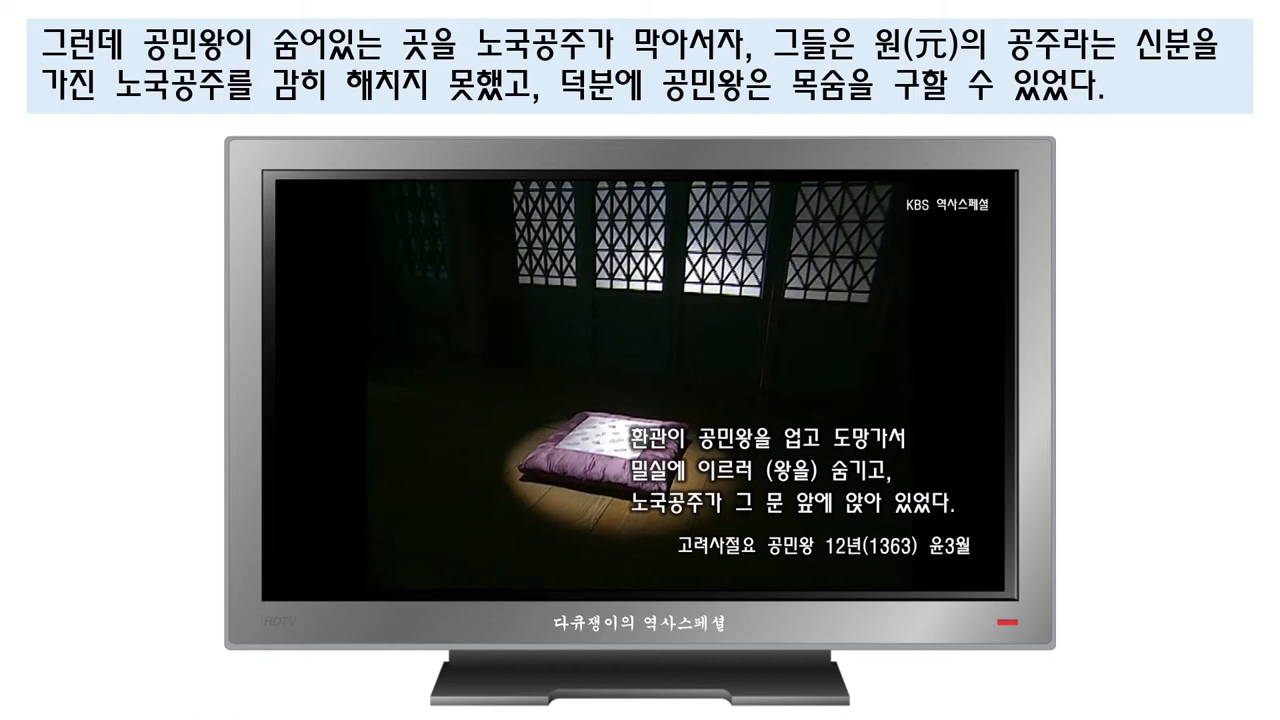 그런데 공민왕이 숨어있는 곳을 노국공주가 막아서자, 그들은 원(元)의 공주라는 신분을
가진 노국공주를 감히 해치지 못했고, 덕분에 공민왕은 목숨을 구할 수 있었다.
KBS 역사스페셜
환관이 공민왕을 업고 도망가서
밀실에 이르러 (왕을) 숨기고,
노국공주가 그 문 앞에 앉아 있었다.
고려사절요 공민왕 12년(1363) 윤3월
HDTV
다큐쟁이의 역사스페셜